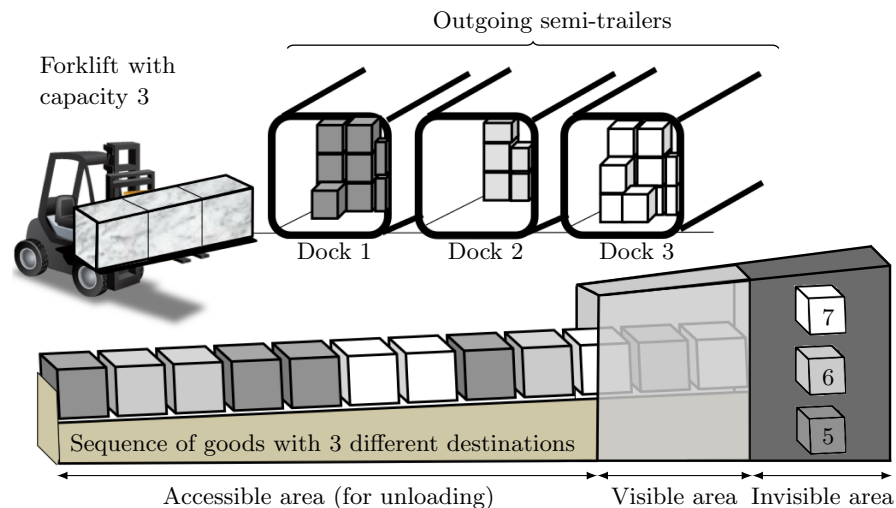 Outgoing semi-trailers
Forklift with
capacity 3
Dock 1
Dock 2
Dock 3
7
6
5
Sequence of goods with 3 different destinations
Accessible area (for unloading)
Visible area
Invisible area